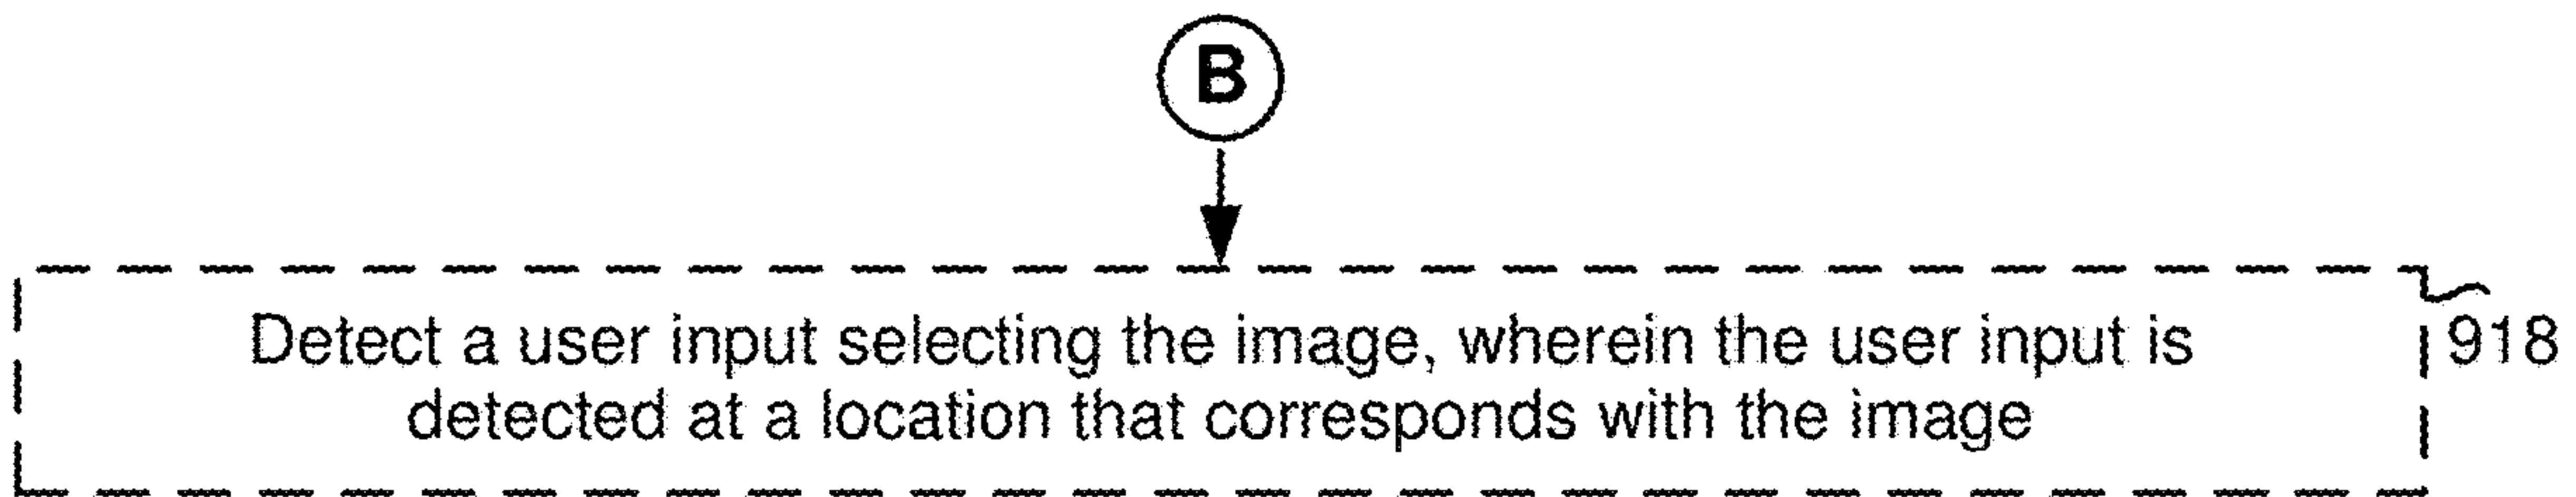 B
Detect a user input selecting the image, wherein the user input is
918
detected at a location that corresponds with the image